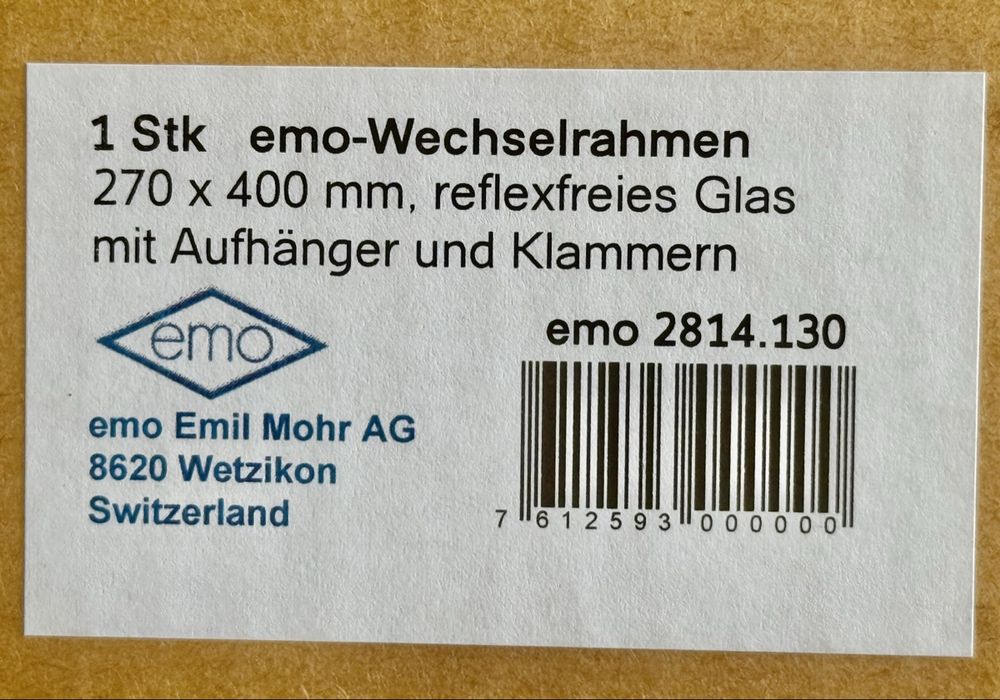 1 Stk emo-Wechselrahmen
270 x 400 mm, reflexfreies Glas
mit Aufhänger und Klammern
emo
emo Emil Mohr AG
8620 Wetzikon
Switzerland
emo 2814.130
7 612593 000000